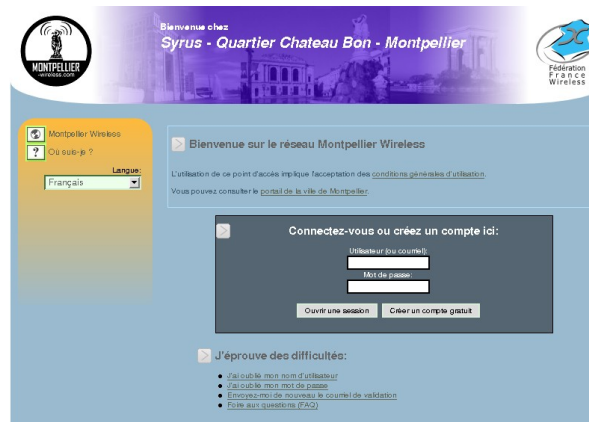 MONTPELLIER
-wireless.com
Bienvenue chez
Syrus - Quartier Chateau Bon - Montpellier
Fédération
France
Wireless
Montpellier Wireless
Où suis-je ?
Langue:
Français
Bienvenue sur le réseau Montpellier Wireless
L'utilisation de ce point d'accès implique l'acceptation des conditions générales d'utilisation.
Vous pouvez consulter le portail de la ville de Montpellier.
Connectez-vous ou créez un compte ici:
Utilisateur (ou courriel):
Mot de passe:
Ouvrir une session
Créer un compte gratuit
J'éprouve des difficultés:
J'ai oublié mon nom d'utilisateur
J'ai oublié mon mot de passe
Envoyez-moi de nouveau le courriel de validation
Foire aux questions (FAQ)